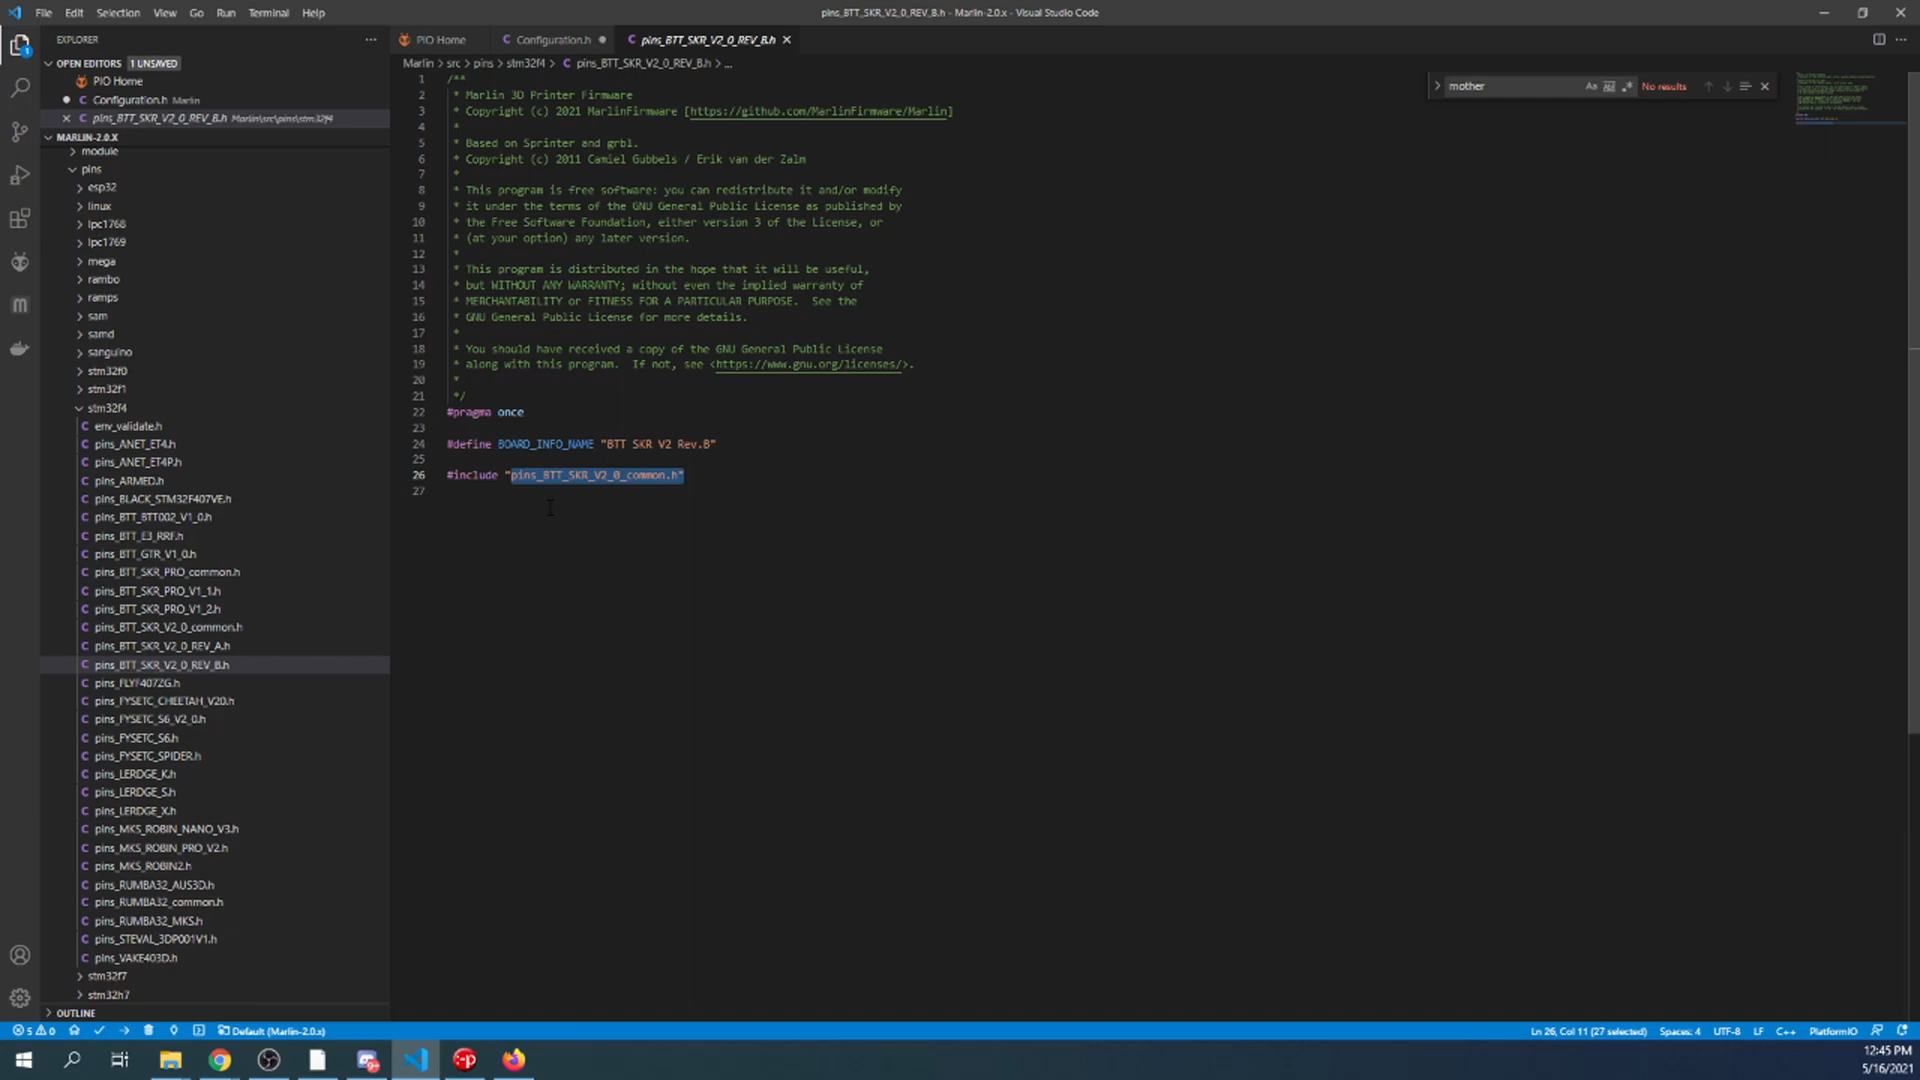 File Edit Selection View Go Run Terminal Help
pins_BTT_SKR_V2_0_REV_B.h - Marlin-2.0.x - Visual Studio Code
EXPLORER
OPEN EDITORS 1 UNSAVED
PIO Home
Configuration.h Marlin
pins_BTT_SKR_V2_0_REV_B.h Marlin\src\pins\stm32f4
MARLIN-2.0.X
module
pins
esp32
linux
lpc1768
lpc1769
mega
rambo
ramps
sam
samd
sanguino
stm32f0
stm32f1
stm32f4
env_validate.h
pins_ANET_ET4.h
pins_ANET_ET4P.h
pins_ARMED.h
pins_BLACK_STM32F407VE.h
pins_BTT_BTT002_V1_0.h
pins_BTT_E3_RRF.h
pins_BTT_GTR_V1_0.h
pins_BTT_SKR_PRO_common.h
pins_BTT_SKR_PRO_V1_1.h
pins_BTT_SKR_PRO_V1_2.h
pins_BTT_SKR_V2_0_common.h
pins_BTT_SKR_V2_0_REV_A.h
pins_BTT_SKR_V2_0_REV_B.h
pins_FLYF407ZG.h
pins_FYSETC_CHEETAH_V20.h
pins_FYSETC_S6_V2_0.h
pins_FYSETC_S6.h
pins_FYSETC_SPIDER.h
pins_LERDGE_K.h
pins_LERDGE_S.h
pins_LERDGE_X.h
pins_MKS_ROBIN_NANO_V3.h
pins_MKS_ROBIN_PRO_V2.h
pins_MKS_ROBIN2.h
pins_RUMBA32_AUS3D.h
pins_RUMBA32_common.h
pins_RUMBA32_MKS.h
pins_STEVAL_3DP001V1.h
pins_VAKE403D.h
stm32f7
stm32h7
OUTLINE
PIO Home Configuration.h pins_BTT_SKR_V2_0_REV_B.h
Marlin > src > pins > stm32f4 > C pins_BTT_SKR_V2_0_REV_B.h > ...
mother Aa No results
1 /**
2 * Marlin 3D Printer Firmware
3 * Copyright (c) 2021 MarlinFirmware [https://github.com/MarlinFirmware/Marlin]
4 *
5 * Based on Sprinter and grbl.
6 * Copyright (c) 2011 Camiel Gubbels / Erik van der Zalm
7 *
8 * This program is free software: you can redistribute it and/or modify
9 * it under the terms of the GNU General Public License as published by
10 * the Free Software Foundation, either version 3 of the License, or
11 * (at your option) any later version.
12 *
13 * This program is distributed in the hope that it will be useful,
14 * but WITHOUT ANY WARRANTY; without even the implied warranty of
15 * MERCHANTABILITY or FITNESS FOR A PARTICULAR PURPOSE. See the
16 * GNU General Public License for more details.
17 *
18 * You should have received a copy of the GNU General Public License
19 * along with this program. If not, see <https://www.gnu.org/licenses/>.
20 *
21 */
22 #pragma once
23
24 #define BOARD_INFO_NAME "BTT SKR V2 Rev.B"
25
26 #include "pins_BTT_SKR_V2_0_common.h"
27
5 0 Default (Marlin-2.0.x)
Ln 26, Col 11 (27 selected) Spaces: 4 UTF-8 LF C++ PlatformIO
12:45 PM
5/16/2021